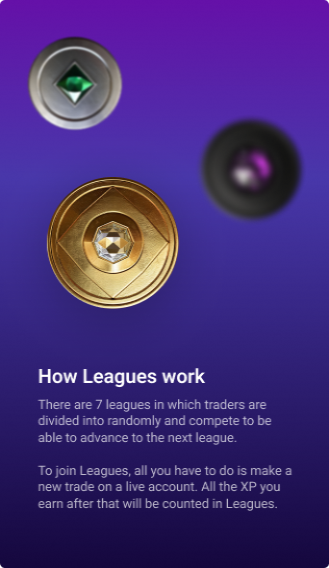 How Leagues work
There are 7 leagues in which traders are
divided into randomly and compete to be
able to advance to the next league.
To join Leagues, all you have to do is make a
new trade on a live account. All the XP you
earn after that will be counted in Leagues.